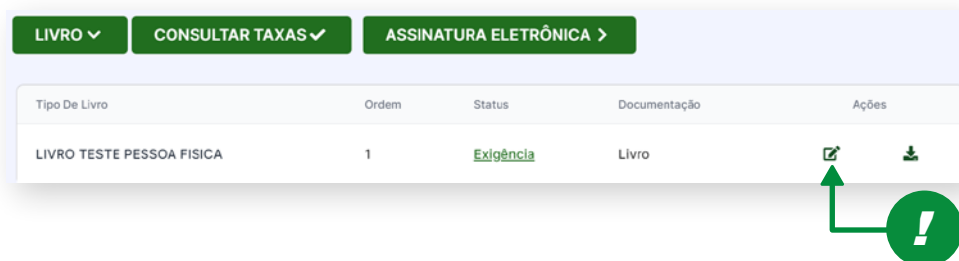 LIVRO CONSULTAR TAXAS ASSINATURA ELETRÔNICA
Tipo De Livro Ordem Status Documentação Ações
LIVRO TESTE PESSOA FISICA 1 Exigência Livro
!